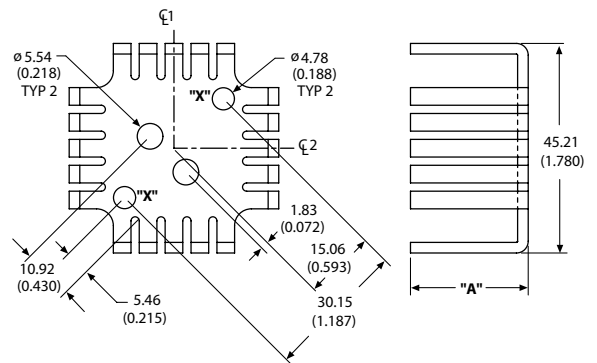 ℄1
ø 5.54
(0.218)
TYP 2
ø 4.78
(0.188)
TYP 2
"X"
℄2
45.21
(1.780)
"X"
1.83
(0.072)
15.06
(0.593)
10.92
(0.430)
5.46
(0.215)
30.15
(1.187)
"A"